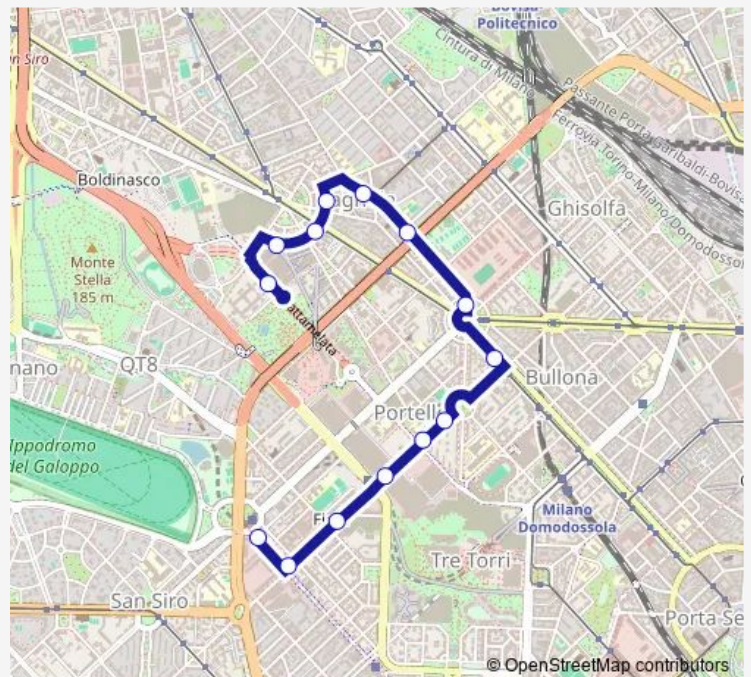 Bovisa
Politecnico
Cintura di Milano
n Siro
Passante Porta Garibaldi-Bovisa
Ferrovia Torino-Milano/Domodossola
Boldinasco
Ghisolfa
Monte
Stella
185 m
attamelata
QT8
nano
Bullona
Portell
Ippodromo
del Galoppo
Fi
Milano
Domodossola
Tre Torri
San Siro
Porta Se
© OpenStreetMap contributors